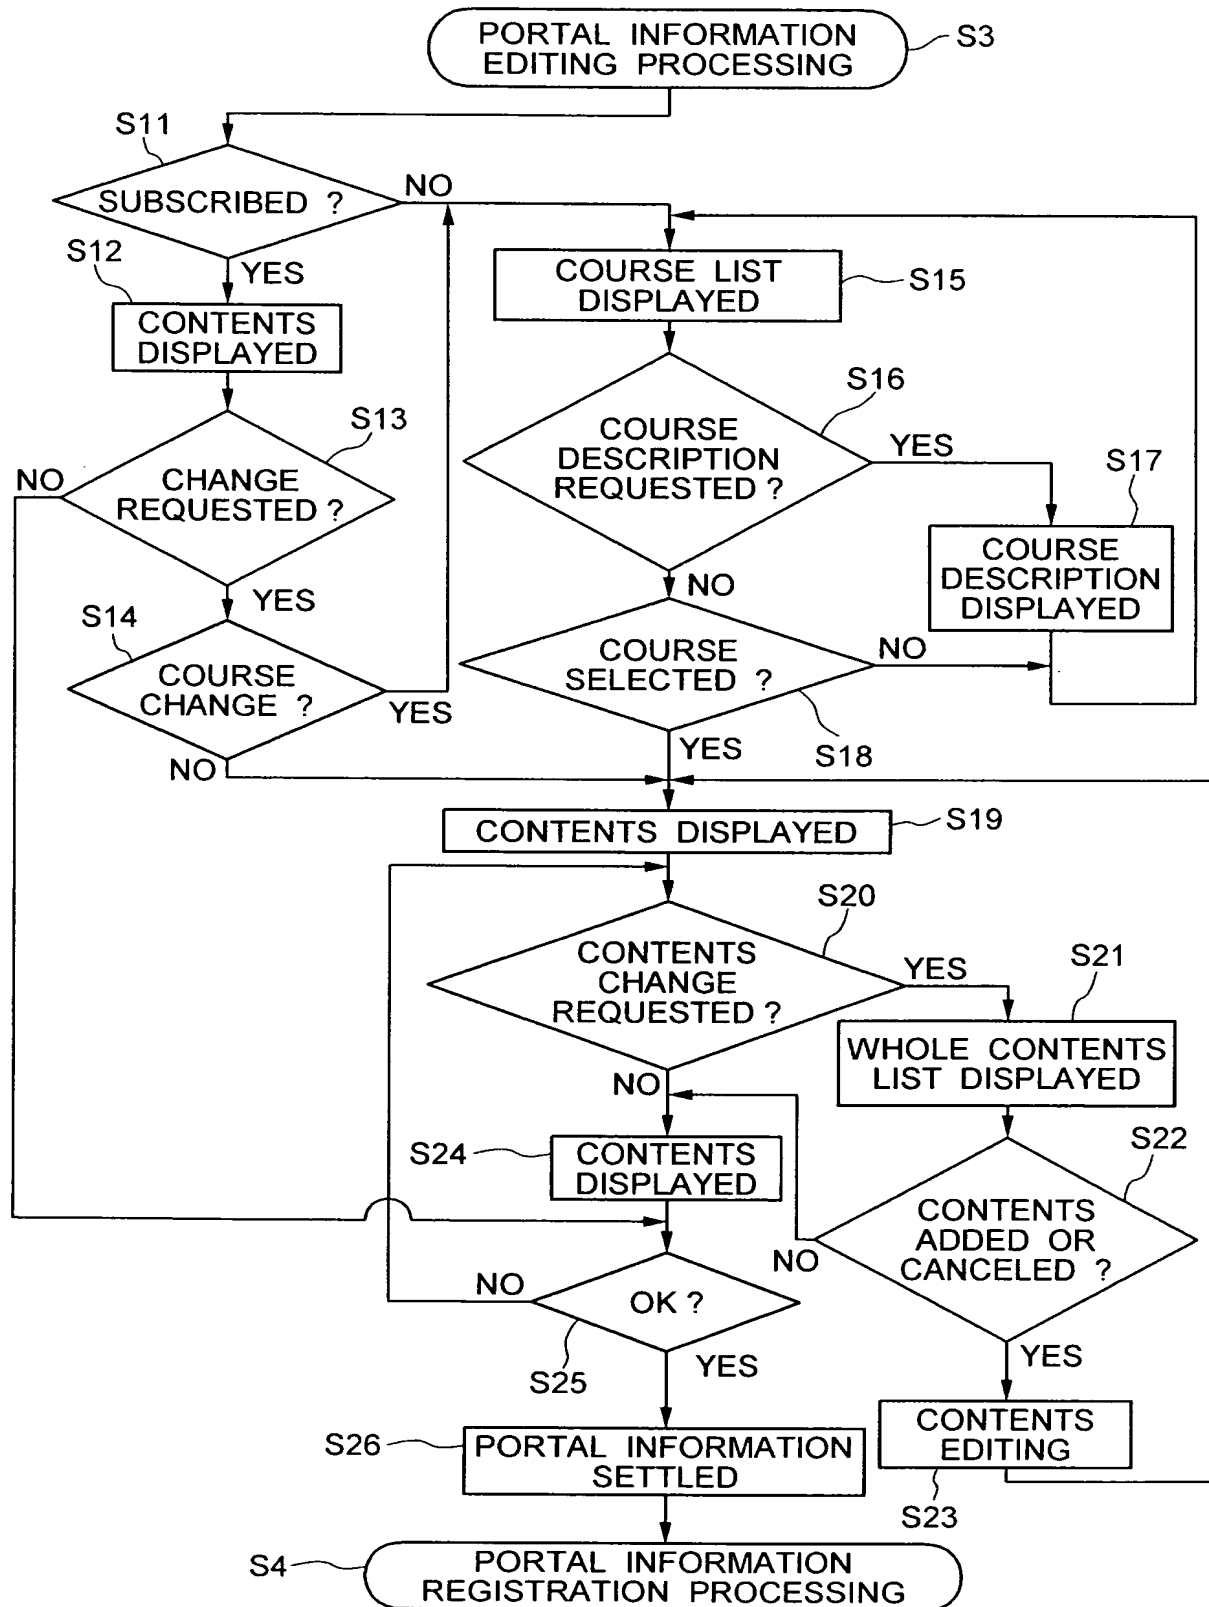 PORTAL INFORMATION
EDITING PROCESSING
S3
S11
SUBSCRIBED ?
NO
YES
S12
CONTENTS
DISPLAYED
COURSE LIST
DISPLAYED
S15
S13
CHANGE
REQUESTED ?
NO
YES
S16
COURSE
DESCRIPTION
REQUESTED ?
YES
NO
S17
COURSE
DESCRIPTION
DISPLAYED
S14
COURSE
CHANGE ?
YES
NO
COURSE
SELECTED ?
NO
YES
S18
CONTENTS DISPLAYED
S19
S20
CONTENTS
CHANGE
REQUESTED ?
YES
NO
S21
WHOLE CONTENTS
LIST DISPLAYED
S24
CONTENTS
DISPLAYED
S22
CONTENTS
ADDED OR
CANCELED ?
NO
YES
OK ?
NO
YES
S25
CONTENTS
EDITING
S23
S26
PORTAL INFORMATION
SETTLED
S4
PORTAL INFORMATION
REGISTRATION PROCESSING